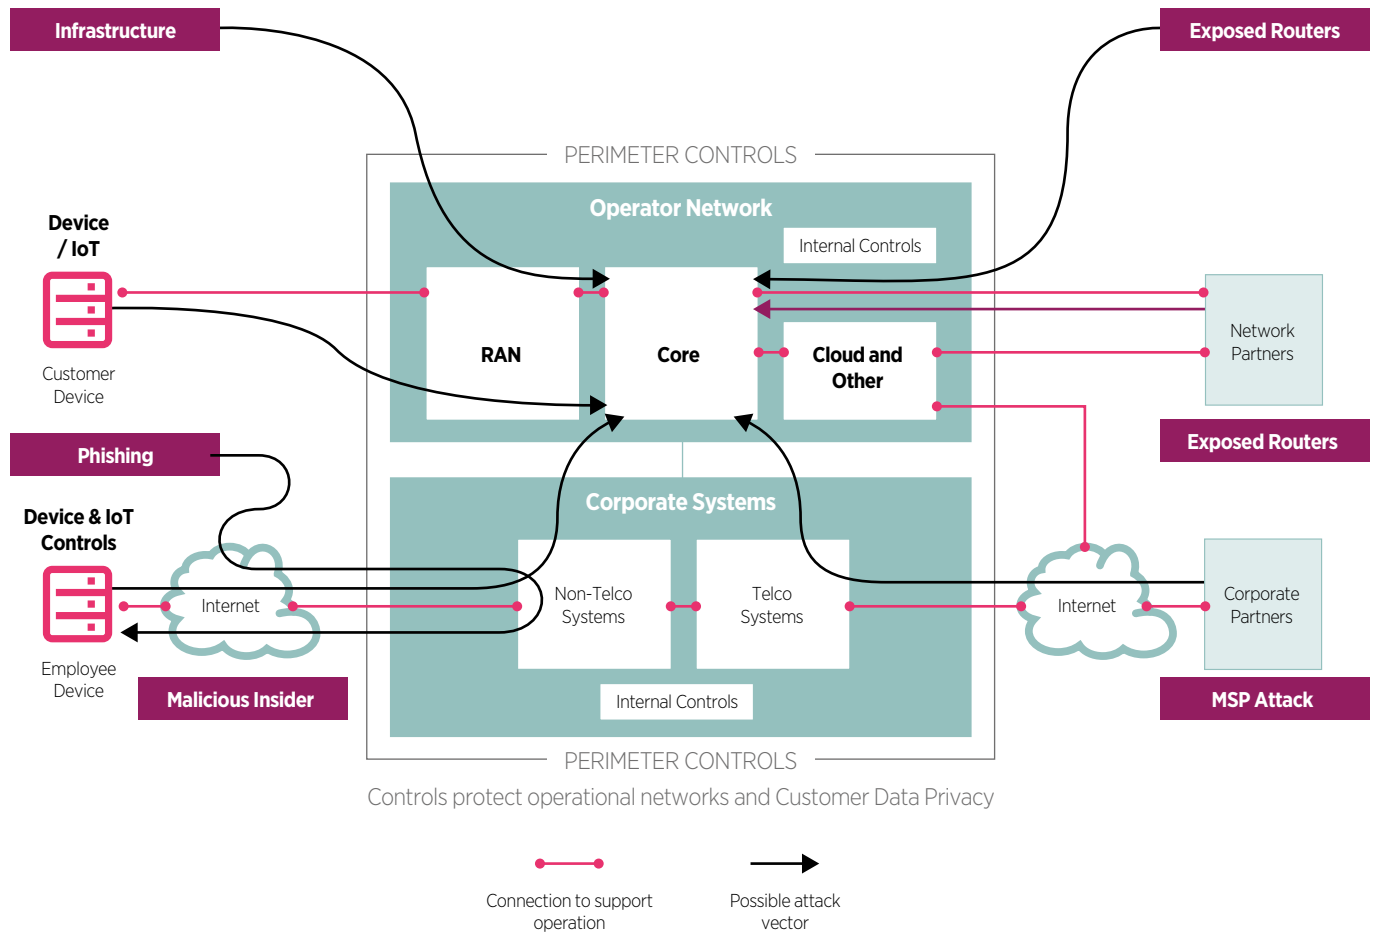 Infrastructure
Exposed Routers
PERIMETER CONTROLS
Operator Network
Internal Controls
Device
/ IoT
Customer
Device
RAN
Core
Cloud and
Other
Network
Partners
Exposed Routers
Phishing
Corporate Systems
Device & IoT
Controls
Internet
Non-Telco
Systems
Telco
Systems
Internet
Corporate
Partners
Employee
Device
Malicious Insider
Internal Controls
MSP Attack
PERIMETER CONTROLS
Controls protect operational networks and Customer Data Privacy
Connection to support
operation
Possible attack
vector